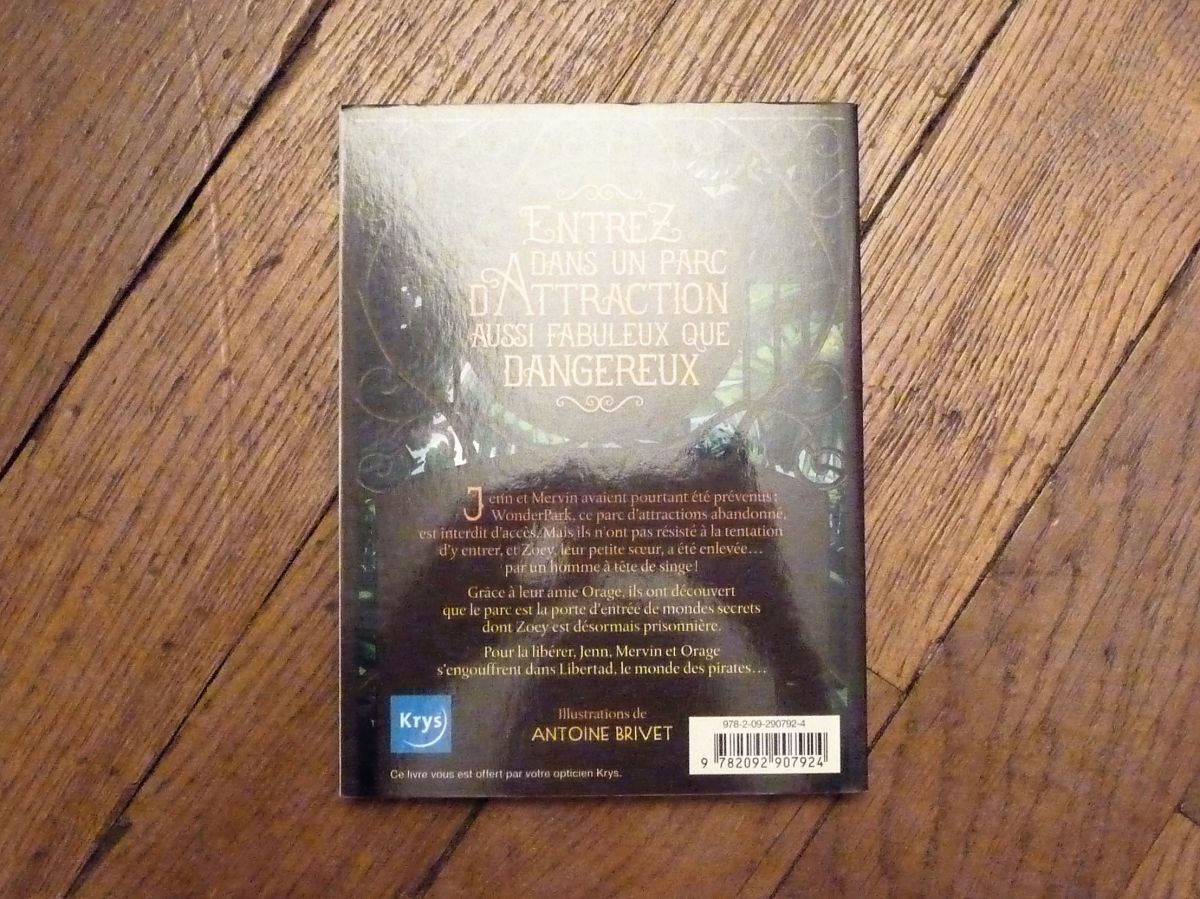 ENTREZ
DANS UN PARC
D'ATTRACTION
AUSSI FABULEUX QUE
DANGEREUX
Jenn et Mervin avaient pourtant été prévenus :
WonderPark, ce parc d'attractions abandonné,
est interdit d'accès. Mais ils n'ont pas résisté à la tentation
d'y entrer, et Zoey, leur petite sœur, a été enlevée…
par un homme à tête de singe !
Grâce à leur amie Orage, ils ont découvert
que le parc est la porte d'entrée de mondes secrets
dont Zoey est désormais prisonnière.
Pour la libérer, Jenn, Mervin et Orage
s'engouffrent dans Libertad, le monde des pirates…
Krys
Illustrations de
ANTOINE BRIVET
978-2-09-290792-4
9 782092 907924
Ce livre vous est offert par votre opticien Krys.